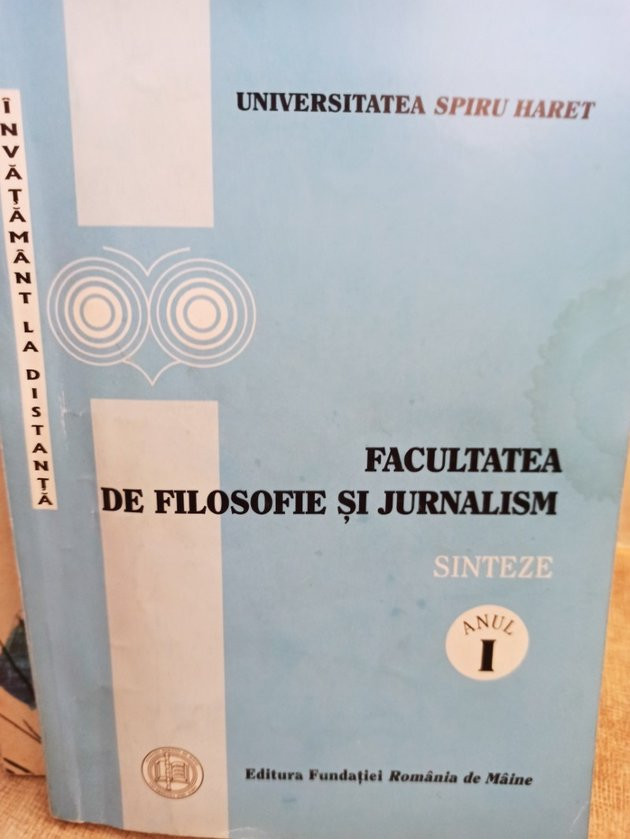 UNIVERSITATEA SPIRU HARET
ÎNVĂȚĂMÂNT LA DISTANȚĂ
FACULTATEA
DE FILOSOFIE ȘI JURNALISM
SINTEZE
ANUL
I
Editura Fundației România de Mâine